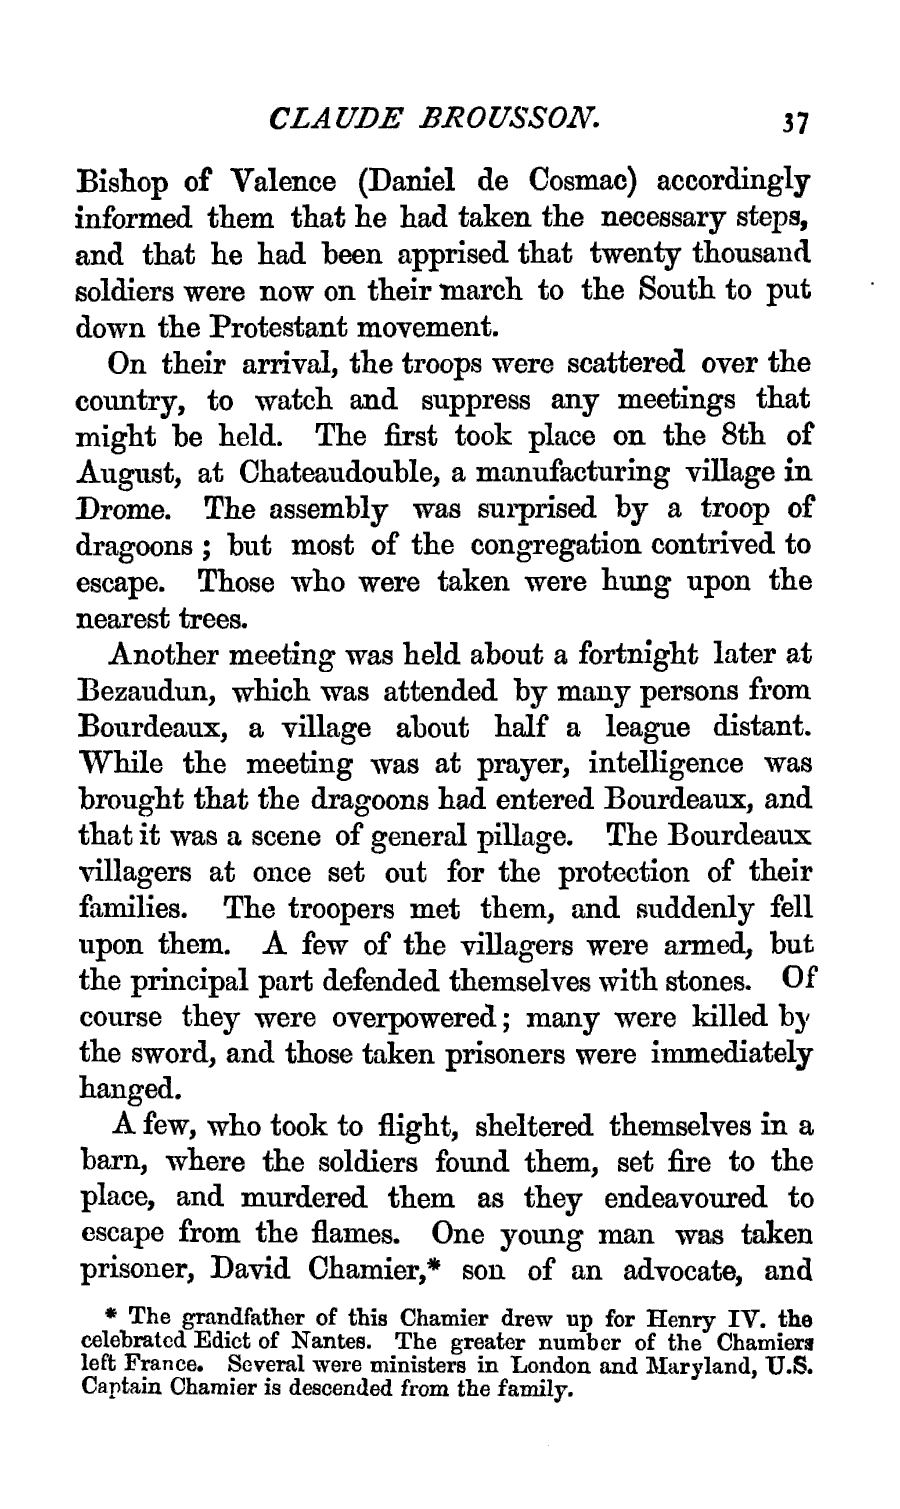 CLAUDE BROUSSON. 37
Bishop of Valence (Daniel de Cosmac) accordingly
informed them that he had taken the necessary steps,
and that he had been apprised that twenty thousand
soldiers were now on their march to the South to put
down the Protestant movement.
On their arrival, the troops were scattered over the
country, to watch and suppress any meetings that
might be held. The first took place on the 8th of
August, at Chateaudouble, a manufacturing village in
Drome. The assembly was surprised by a troop of
dragoons ; but most of the congregation contrived to
escape. Those who were taken were hung upon the
nearest trees.
Another meeting was held about a fortnight later at
Bezaudun, which was attended by many persons from
Bourdeaux, a village about half a league distant.
While the meeting was at prayer, intelligence was
brought that the dragoons had entered Bourdeaux, and
that it was a scene of general pillage. The Bourdeaux
villagers at once set out for the protection of their
families. The troopers met them, and suddenly fell
upon them. A few of the villagers were armed, but
the principal part defended themselves with stones. Of
course they were overpowered; many were killed by
the sword, and those taken prisoners were immediately
hanged.
A few, who took to flight, sheltered themselves in a
barn, where the soldiers found them, set fire to the
place, and murdered them as they endeavoured to
escape from the flames. One young man was taken
prisoner, David Chamier,* son of an advocate, and
* The grandfather of this Chamier drew up for Henry IV. the
celebrated Edict of Nantes. The greater number of the Chamiers
left France. Several were ministers in London and Maryland, U.S.
Captain Chamier is descended from the family.